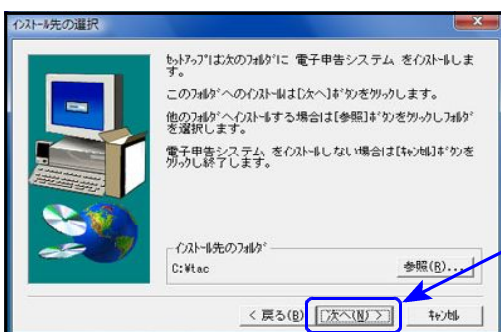 インストール先の選択
ｾｯﾄｱｯﾌﾟは次のﾌｫﾙﾀﾞに 電子申告システム をｲﾝｽﾄｰﾙしま
す。
このﾌｫﾙﾀﾞへのｲﾝｽﾄｰﾙは[次へ]ﾎﾞﾀﾝをｸﾘｯｸします。
他のﾌｫﾙﾀﾞへｲﾝｽﾄｰﾙする場合は[参照]ﾎﾞﾀﾝをｸﾘｯｸしﾌｫﾙﾀﾞ
を選択します。
電子申告システム をｲﾝｽﾄｰﾙしない場合は[ｷｬﾝｾﾙ]ﾎﾞﾀﾝを
ｸﾘｯｸし終了します。
ｲﾝｽﾄｰﾙ先のﾌｫﾙﾀﾞ
C:¥tac
参照(R)...
< 戻る(B)
次へ(N) >
ｷｬﾝｾﾙ